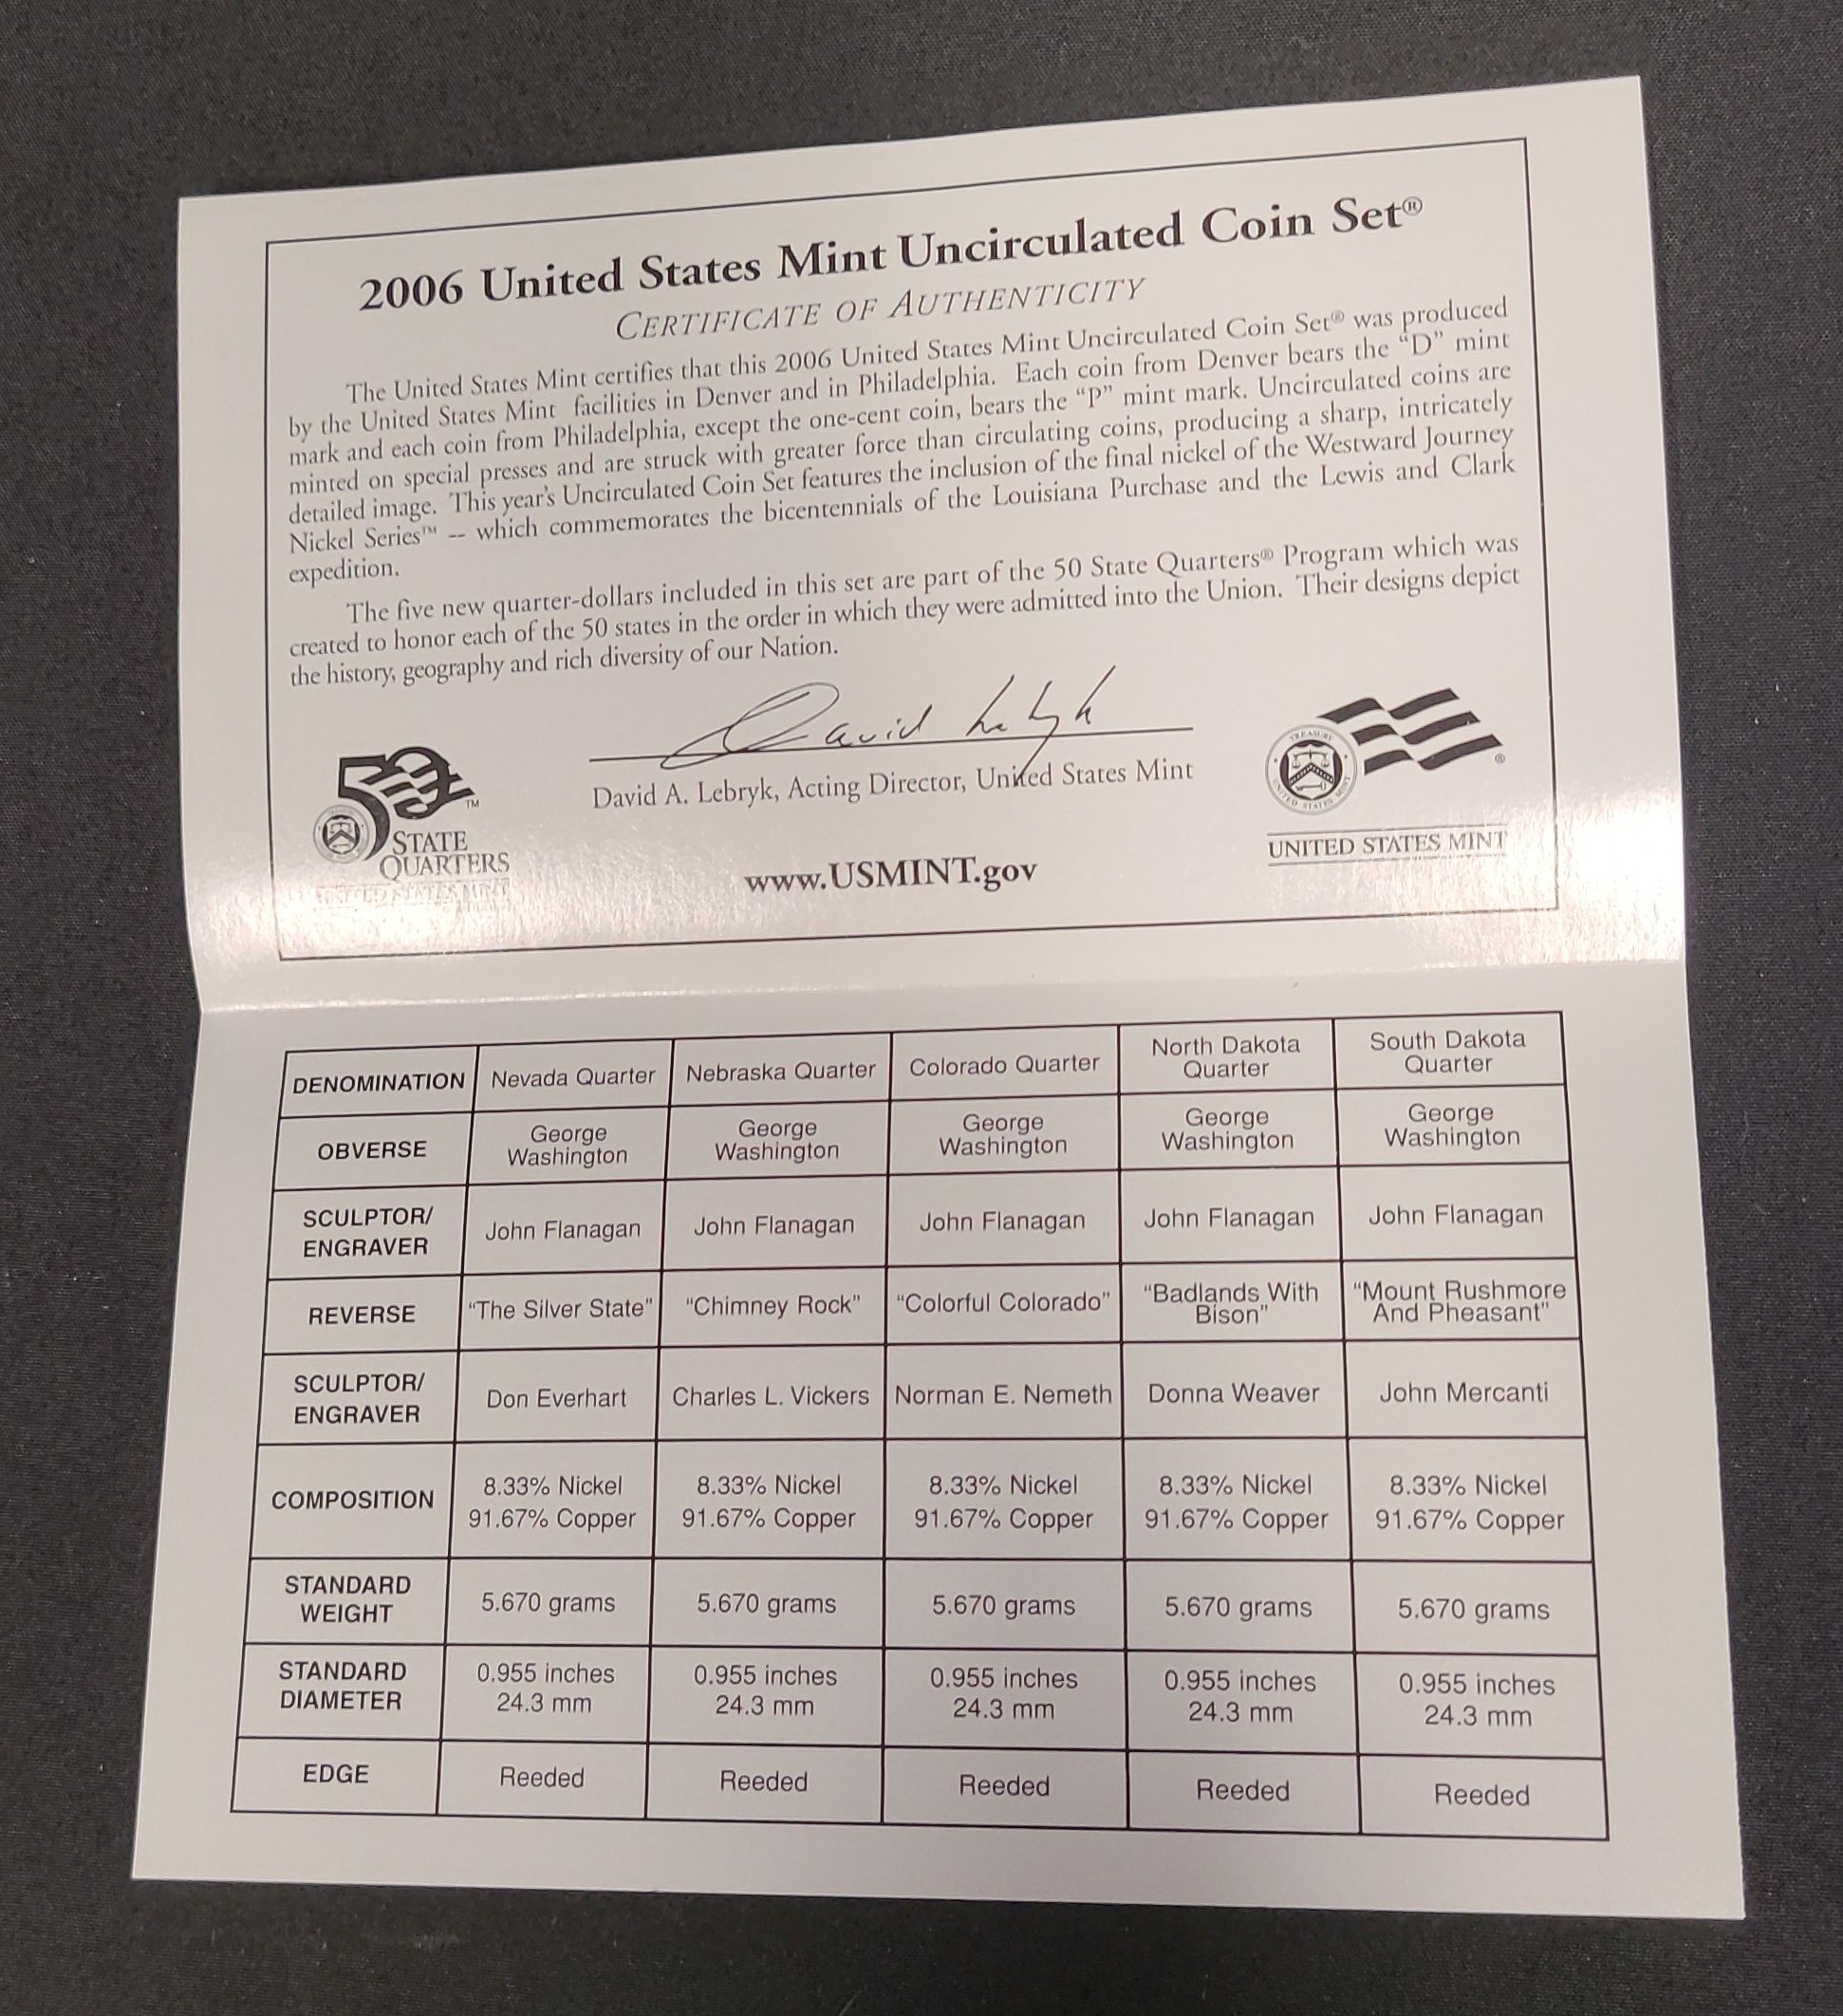 2006 United States Mint Uncirculated Coin Set®
CERTIFICATE OF AUTHENTICITY
The United States Mint certifies that this 2006 United States Mint Uncirculated Coin Set® was produced
by the United States Mint facilities in Denver and in Philadelphia. Each coin from Denver bears the “D” mint
mark and each coin from Philadelphia, except the one-cent coin, bears the “P” mint mark. Uncirculated coins are
minted on special presses and are struck with greater force than circulating coins, producing a sharp, intricately
detailed image. This year's Uncirculated Coin Set features the inclusion of the final nickel of the Westward Journey
Nickel Series™ -- which commemorates the bicentennials of the Louisiana Purchase and the Lewis and Clark
expedition.
The five new quarter-dollars included in this set are part of the 50 State Quarters® Program which was
created to honor each of the 50 states in the order in which they were admitted into the Union. Their designs depict
the history, geography and rich diversity of our Nation.
David Lebryk
David A. Lebryk, Acting Director, United States Mint
50™
STATE
QUARTERS
UNITED STATES MINT
www.USMINT.gov
TREASURY
UNITED STATES MINT
®
UNITED STATES MINT
DENOMINATION Nevada Quarter Nebraska Quarter Colorado Quarter North Dakota Quarter South Dakota Quarter
OBVERSE George Washington George Washington George Washington George Washington George Washington
SCULPTOR/ ENGRAVER John Flanagan John Flanagan John Flanagan John Flanagan John Flanagan
REVERSE “The Silver State” “Chimney Rock” “Colorful Colorado” “Badlands With Bison” “Mount Rushmore And Pheasant”
SCULPTOR/ ENGRAVER Don Everhart Charles L. Vickers Norman E. Nemeth Donna Weaver John Mercanti
COMPOSITION 8.33% Nickel 91.67% Copper 8.33% Nickel 91.67% Copper 8.33% Nickel 91.67% Copper 8.33% Nickel 91.67% Copper 8.33% Nickel 91.67% Copper
STANDARD WEIGHT 5.670 grams 5.670 grams 5.670 grams 5.670 grams 5.670 grams
STANDARD DIAMETER 0.955 inches 24.3 mm 0.955 inches 24.3 mm 0.955 inches 24.3 mm 0.955 inches 24.3 mm 0.955 inches 24.3 mm
EDGE Reeded Reeded Reeded Reeded Reeded